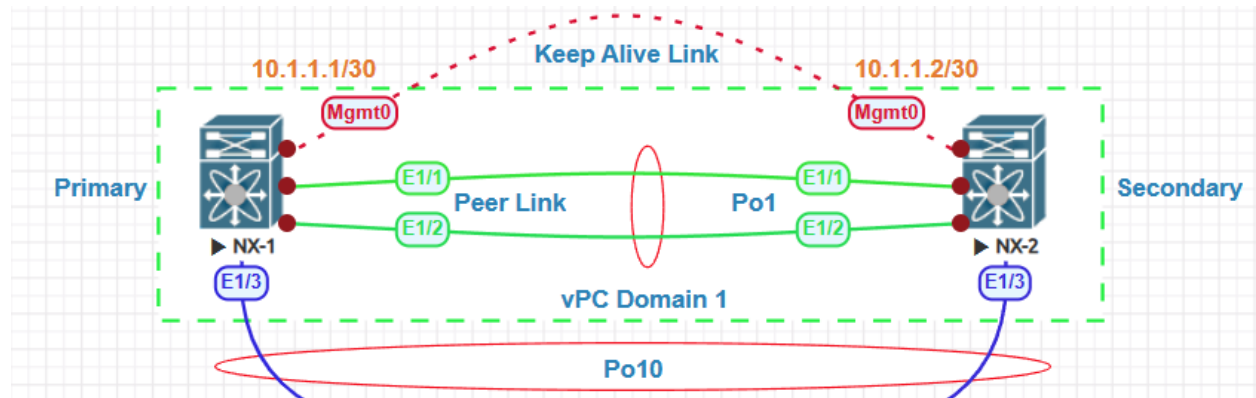 Keep Alive Link
10.1.1.1/30
10.1.1.2/30
Mgmt0
Mgmt0
Primary
E1/1
E1/1
Secondary
Peer Link
Po1
E1/2
E1/2
NX-1
NX-2
E1/3
E1/3
vPC Domain 1
Po10